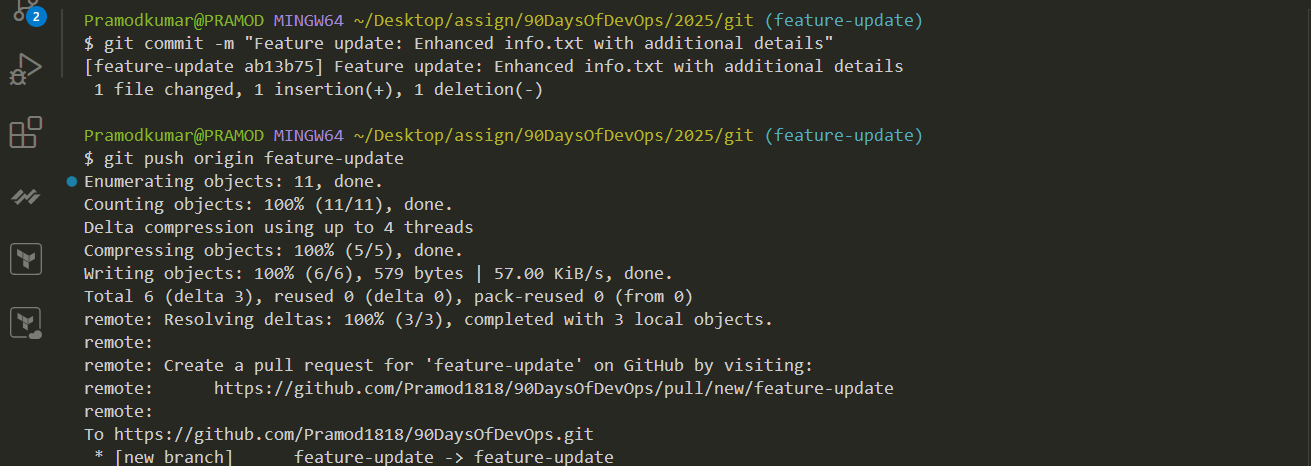 2
Pramodkumar@PRAMOD MINGW64 ~/Desktop/assign/90DaysOfDevOps/2025/git (feature-update)
$ git commit -m "Feature update: Enhanced info.txt with additional details"
[feature-update ab13b75] Feature update: Enhanced info.txt with additional details
 1 file changed, 1 insertion(+), 1 deletion(-)
Pramodkumar@PRAMOD MINGW64 ~/Desktop/assign/90DaysOfDevOps/2025/git (feature-update)
$ git push origin feature-update
Enumerating objects: 11, done.
Counting objects: 100% (11/11), done.
Delta compression using up to 4 threads
Compressing objects: 100% (5/5), done.
Writing objects: 100% (6/6), 579 bytes | 57.00 KiB/s, done.
Total 6 (delta 3), reused 0 (delta 0), pack-reused 0 (from 0)
remote: Resolving deltas: 100% (3/3), completed with 3 local objects.
remote:
remote: Create a pull request for 'feature-update' on GitHub by visiting:
remote:      https://github.com/Pramod1818/90DaysOfDevOps/pull/new/feature-update
remote:
To https://github.com/Pramod1818/90DaysOfDevOps.git
 * [new branch]      feature-update -> feature-update